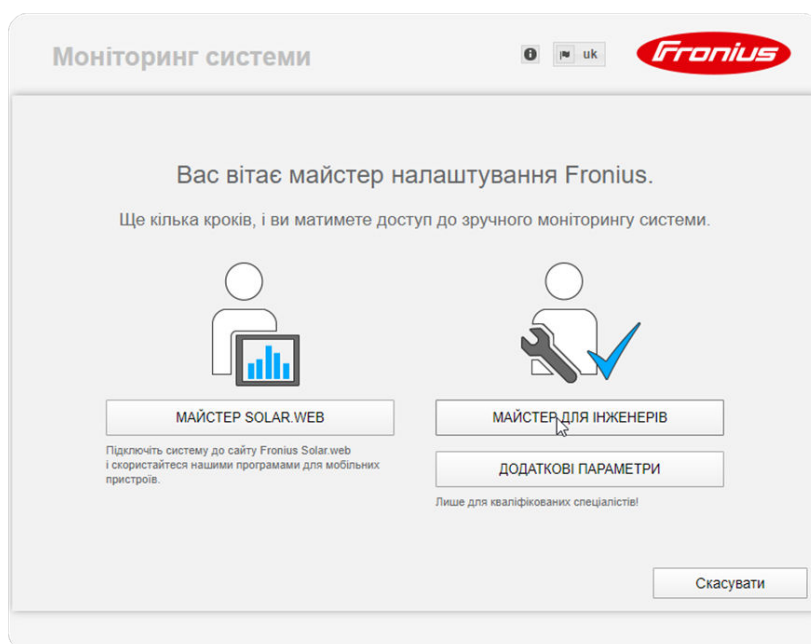 Моніторинг системи
uk
Fronius
Вас вітає майстер налаштування Fronius.
Ще кілька кроків, і ви матимете доступ до зручного моніторингу системи.
МАЙСТЕР SOLAR.WEB
Підключіть систему до сайту Fronius Solar.web
і скористайтеся нашими програмами для мобільних
пристроїв.
МАЙСТЕР ДЛЯ ІНЖЕНЕРІВ
ДОДАТКОВІ ПАРАМЕТРИ
Лише для кваліфікованих спеціалістів!
Скасувати